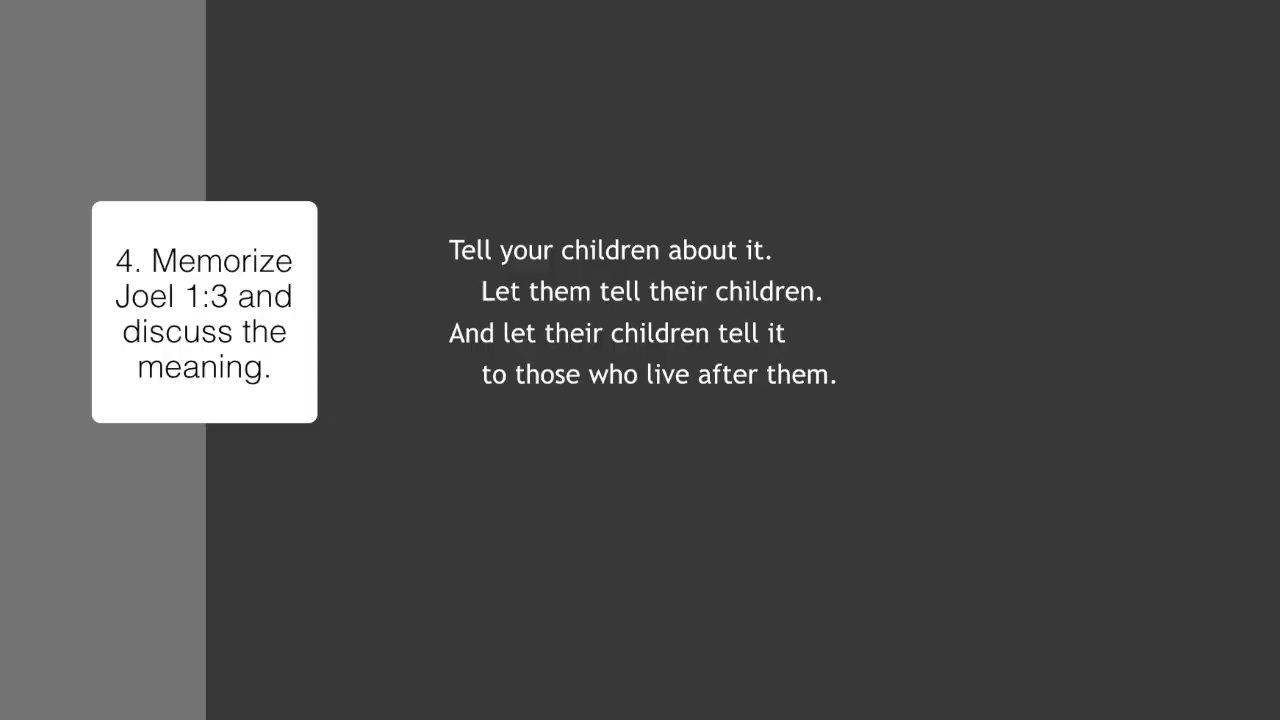 4. Memorize
Joel 1:3 and
discuss the
meaning.
Tell your children about it.
Let them tell their children.
And let their children tell it
to those who live after them.